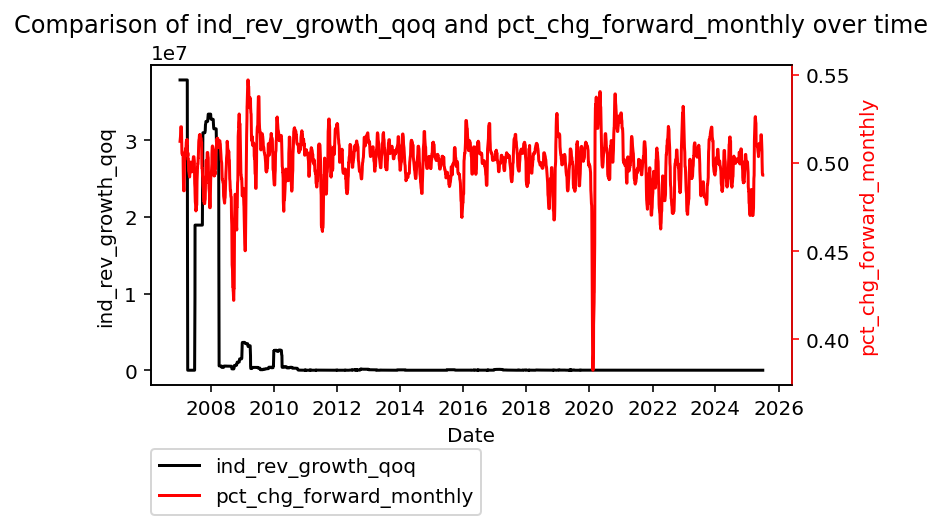 Comparison of ind_rev_growth_qoq and pct_chg_forward_monthly over time
1e7
3
2
1
0
ind_rev_growth_qoq
0.55
0.50
0.45
0.40
pct_chg_forward_monthly
2008 2010 2012 2014 2016 2018 2020 2022 2024 2026
Date
ind_rev_growth_qoq
pct_chg_forward_monthly